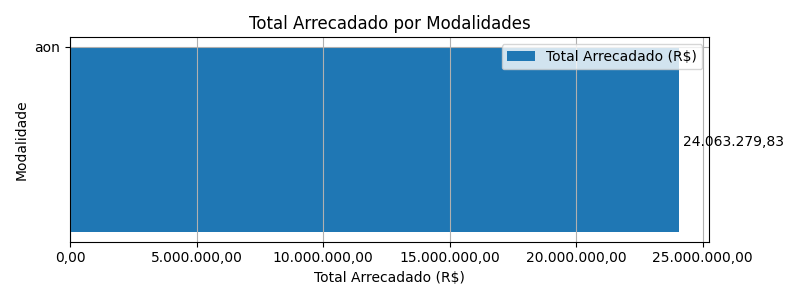 Total Arrecadado por Modalidades
aon
Total Arrecadado (R$)
Modalidade
24.063.279,83
0,00 5.000.000,00 10.000.000,00 15.000.000,00 20.000.000,00 25.000.000,00
Total Arrecadado (R$)